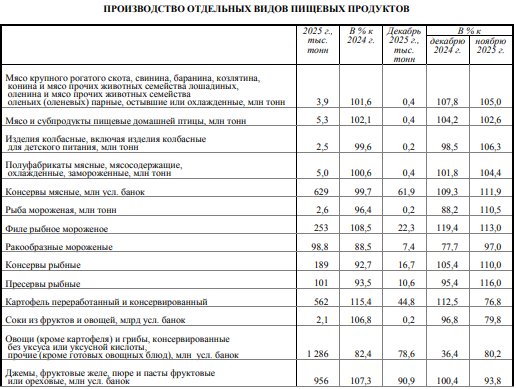 ПРОИЗВОДСТВО ОТДЕЛЬНЫХ ВИДОВ ПИЩЕВЫХ ПРОДУКТОВ
2025 г., тыс. тонн | В % к 2024 г. | Декабрь 2025 г., тыс. тонн | В % к
декабрю 2024 г. | ноябрю 2025 г.
Мясо крупного рогатого скота, свинина, баранина, козлятина,
конина и мясо прочих животных семейства лошадиных,
оленина и мясо прочих животных семейства
оленьих (оленевых) парные, остывшие или охлажденные, млн тонн 3,9 101,6 0,4 107,8 105,0
Мясо и субпродукты пищевые домашней птицы, млн тонн 5,3 102,1 0,4 104,2 102,6
Изделия колбасные, включая изделия колбасные
для детского питания, млн тонн 2,5 99,6 0,2 98,5 106,3
Полуфабрикаты мясные, мясосодержащие,
охлажденные, замороженные, млн тонн 5,0 100,6 0,4 101,8 104,4
Консервы мясные, млн усл. банок 629 99,7 61,9 109,3 111,9
Рыба мороженая, млн тонн 2,6 96,4 0,2 88,2 110,5
Филе рыбное мороженое 253 108,5 22,3 119,4 113,0
Ракообразные мороженые 98,8 88,5 7,4 77,7 97,0
Консервы рыбные 189 92,7 16,7 105,4 110,0
Пресервы рыбные 101 93,5 10,6 95,4 116,0
Картофель переработанный и консервированный 562 115,4 44,8 112,5 76,8
Соки из фруктов и овощей, млрд усл. банок 2,1 106,8 0,2 96,8 79,8
Овощи (кроме картофеля) и грибы, консервированные
без уксуса или уксусной кислоты,
прочие (кроме готовых овощных блюд), млн усл. банок 1 286 82,4 78,6 36,4 80,2
Джемы, фруктовые желе, пюре и пасты фруктовые
или ореховые, млн усл. банок 956 107,3 90,9 100,4 93,8